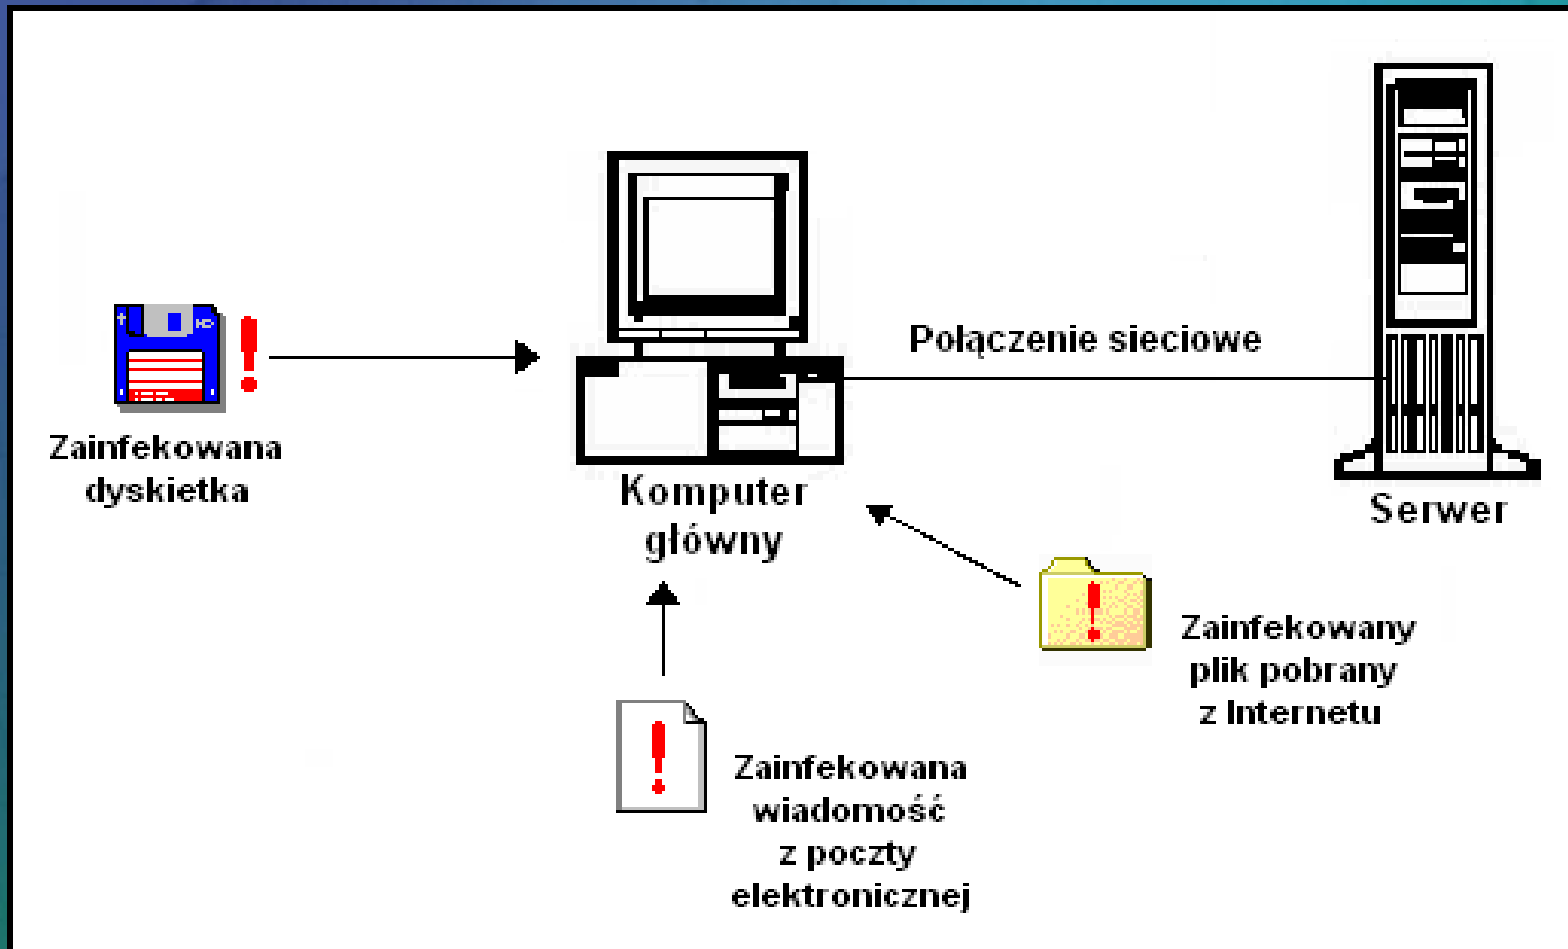 Połączenie sieciowe
Zainfekowana
dyskietka
Komputer
główny
Serwer
Zainfekowany
plik pobrany
z Internetu
Zainfekowana
wiadomość
z poczty
elektronicznej